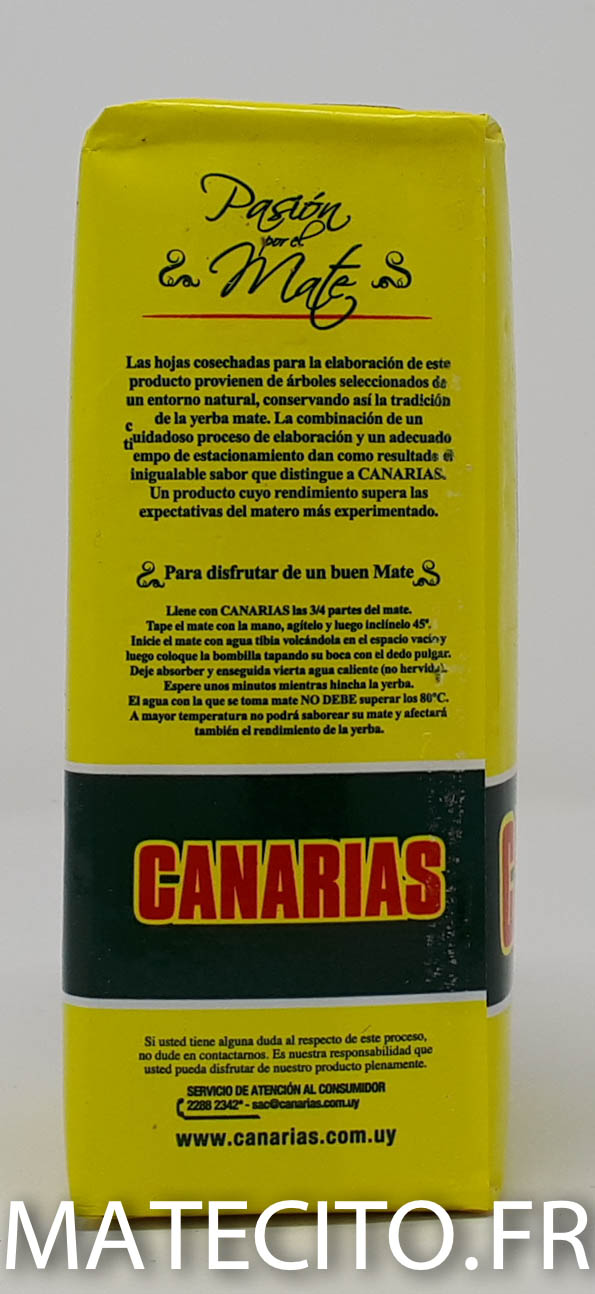 Pasión
por el
Mate
Las hojas cosechadas para la elaboración de este
producto provienen de árboles seleccionados de
un entorno natural, conservando así la tradición
de la yerba mate. La combinación de un
cuidadoso proceso de elaboración y un adecuado
tiempo de estacionamiento dan como resultado el
inigualable sabor que distingue a CANARIAS.
Un producto cuyo rendimiento supera las
expectativas del matero más experimentado.
Para disfrutar de un buen Mate
Llene con CANARIAS las 3/4 partes del mate.
Tape el mate con la mano, agítelo y luego inclínelo 45°.
Inicie el mate con agua tibia volcándola en el espacio vacío y
luego coloque la bombilla tapando su boca con el dedo pulgar.
Deje absorber y enseguida vierta agua caliente (no hervida).
Espere unos minutos mientras hincha la yerba.
El agua con la que se toma mate NO DEBE superar los 80°C.
A mayor temperatura no podrá saborear su mate y afectará
también el rendimiento de la yerba.
CANARIAS
C
Si usted tiene alguna duda al respecto de este proceso,
no dude en contactarnos. Es nuestra responsabilidad que
usted pueda disfrutar de nuestro producto plenamente.
SERVICIO DE ATENCIÓN AL CONSUMIDOR
2288 2342* - sac@canarias.com.uy
www.canarias.com.uy
MATECITO.FR